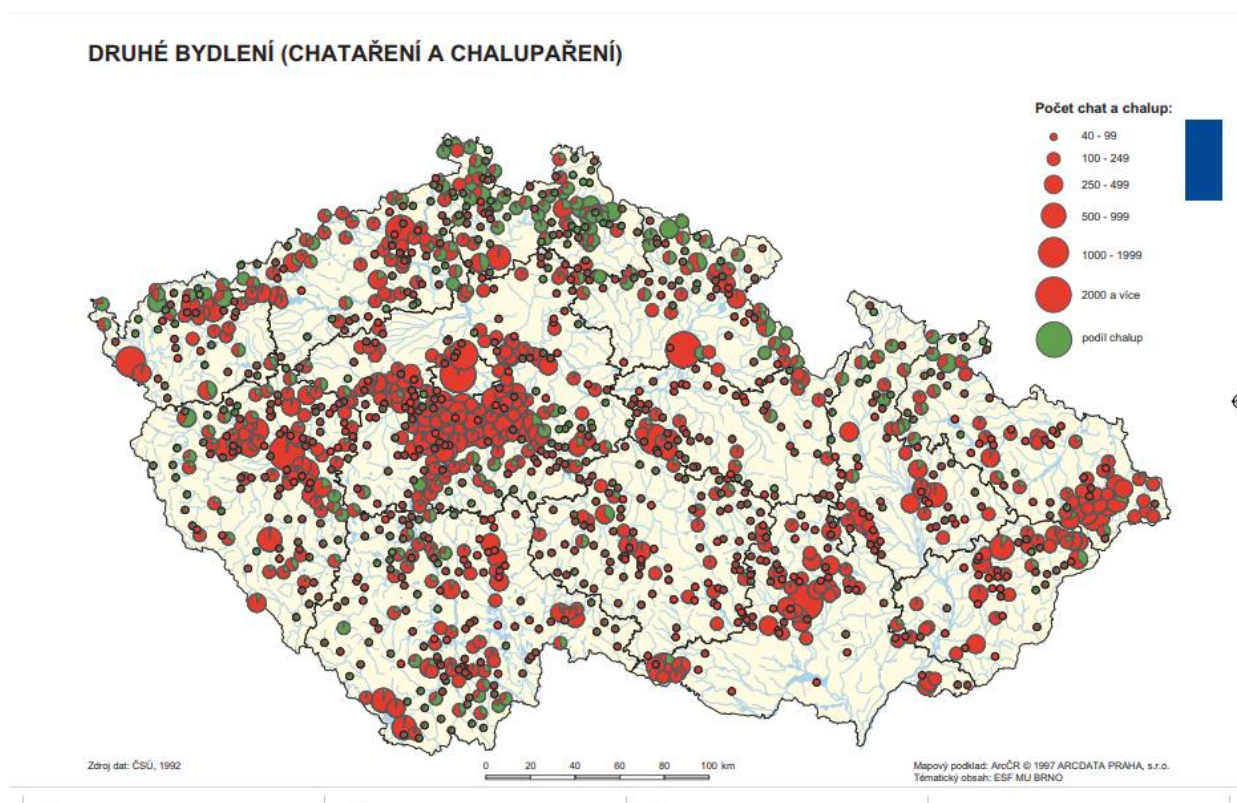 DRUHÉ BYDLENÍ (CHATAŘENÍ A CHALUPAŘENÍ)
Počet chat a chalup:
40 - 99
100 - 249
250 - 499
500 - 999
1000 - 1999
2000 a více
podíl chalup
Zdroj dat: ČSÚ, 1992
0 20 40 60 80 100 km
Mapový podklad: ArcČR © 1997 ARCDATA PRAHA, s.r.o.
Tématický obsah: ESF MU BRNO